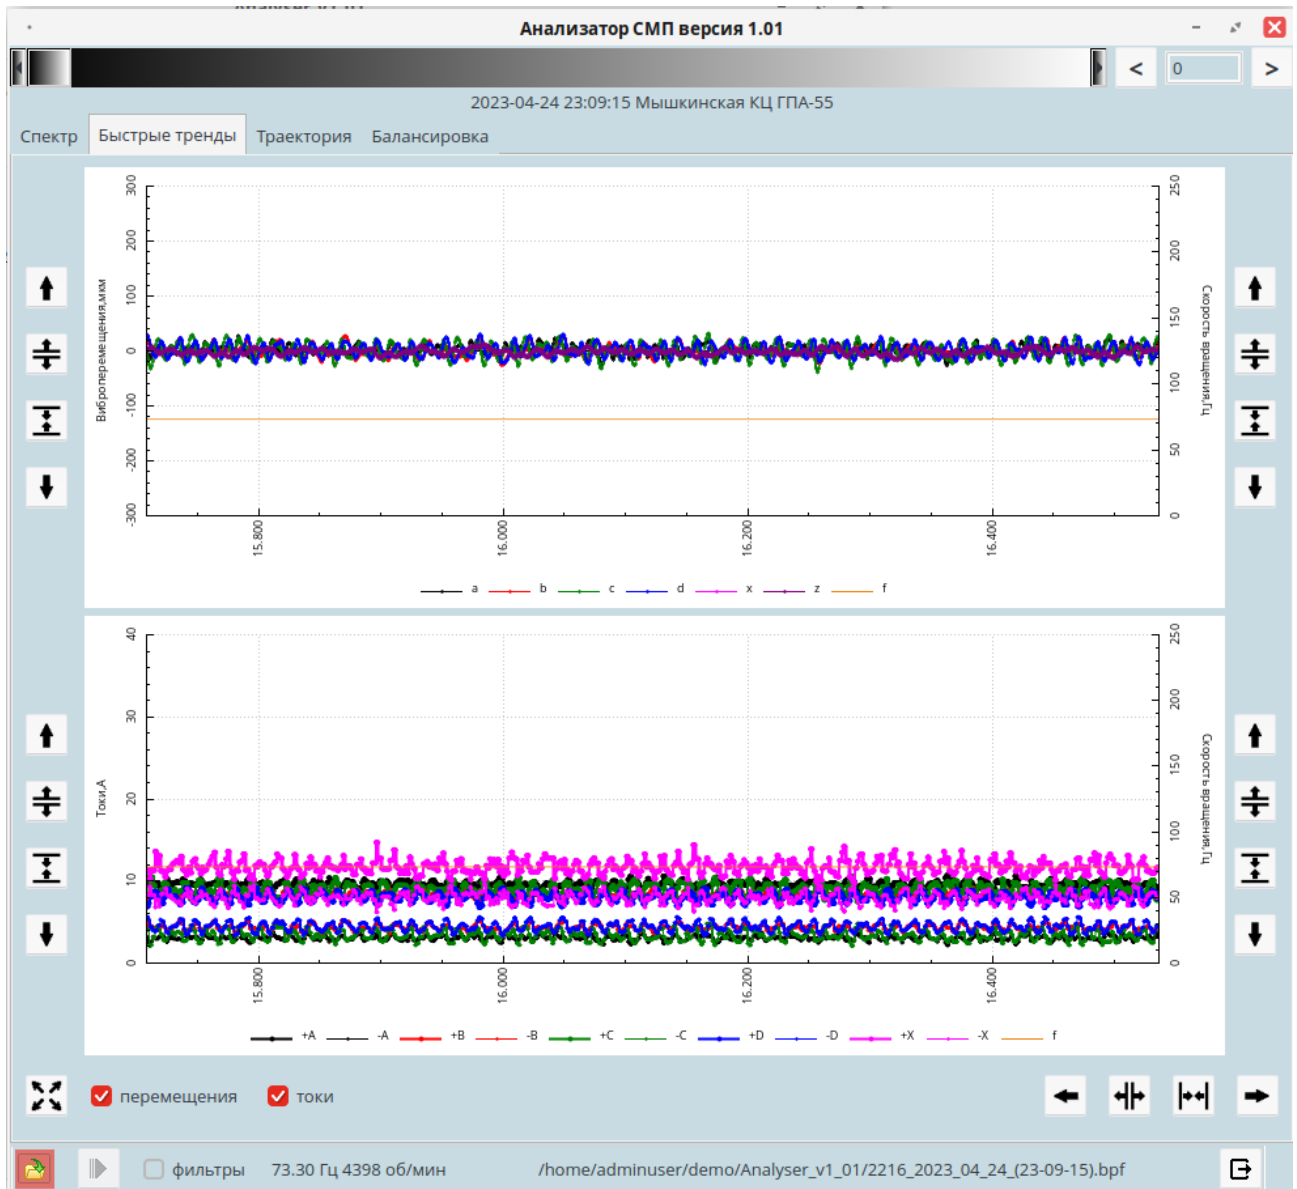 Анализатор СМП версия 1.01
< 0 >
2023-04-24 23:09:15 Мышкинская КЦ ГПА-55
Спектр Быстрые тренды Траектория Балансировка
Виброперемещения,мкм
300
200
100
0
-100
-200
-300
Скорость вращения,Гц
250
200
150
100
50
0
15.800 16.000 16.200 16.400
a b c d x z f
Токи,А
40
30
20
10
0
Скорость вращения,Гц
250
200
150
100
50
0
15.800 16.000 16.200 16.400
+A -A +B -B +C -C +D -D +X -X f
перемещения токи
фильтры 73.30 Гц 4398 об/мин /home/adminuser/demo/Analyser_v1_01/2216_2023_04_24_(23-09-15).bpf